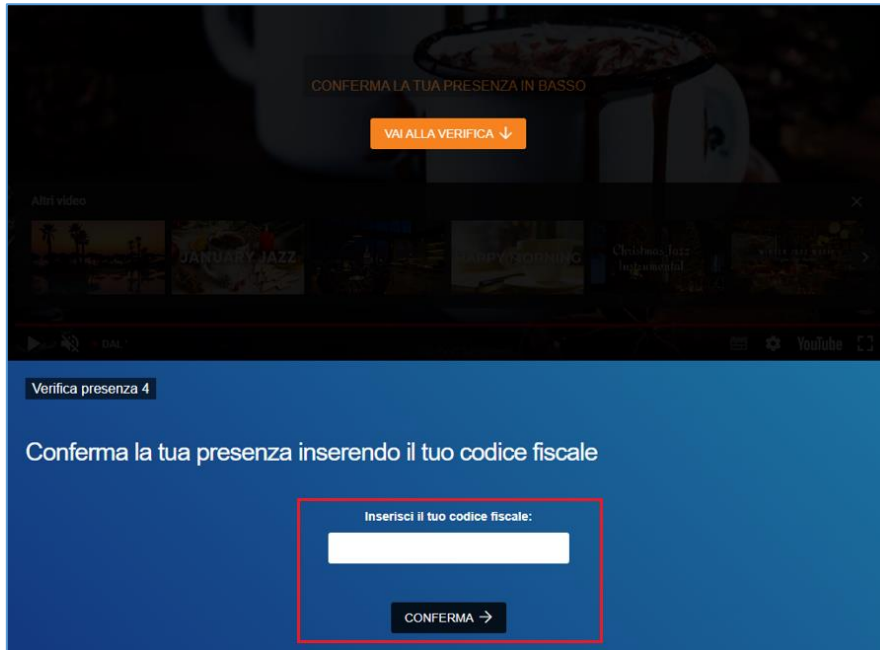 CONFERMA LA TUA PRESENZA IN BASSO
VAI ALLA VERIFICA
Altri video
JANUARY JAZZ
HAPPY MORNING
Christmas Jazz
Instrumental
DAL
YouTube
Verifica presenza 4
Conferma la tua presenza inserendo il tuo codice fiscale
Inserisci il tuo codice fiscale:
CONFERMA